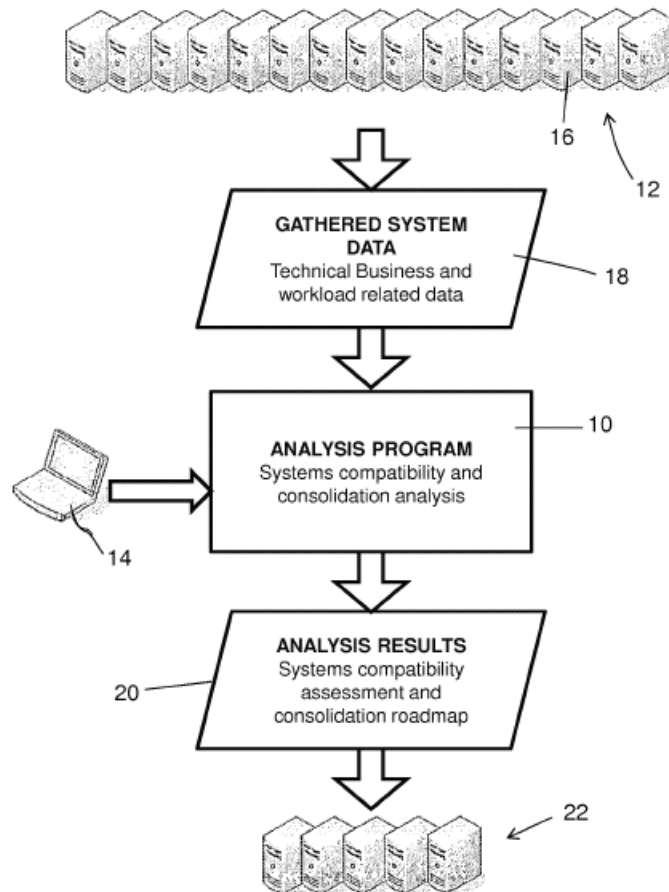 16
12
GATHERED SYSTEM
DATA
Technical Business and
workload related data
18
10
ANALYSIS PROGRAM
Systems compatibility and
consolidation analysis
14
ANALYSIS RESULTS
Systems compatibility
assessment and
consolidation roadmap
20
22